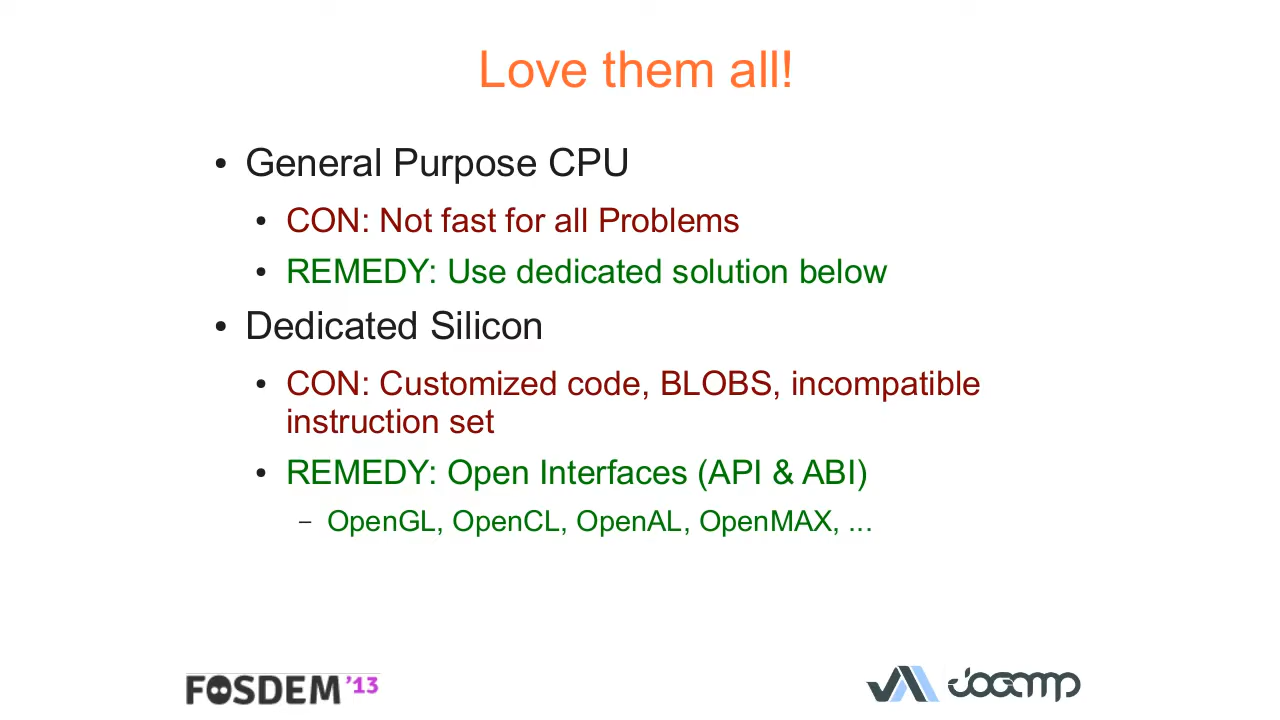 Love them all!
● General Purpose CPU
● CON: Not fast for all Problems
● REMEDY: Use dedicated solution below
● Dedicated Silicon
● CON: Customized code, BLOBS, incompatible
instruction set
● REMEDY: Open Interfaces (API & ABI)
– OpenGL, OpenCL, OpenAL, OpenMAX, ...
FOSDEM '13
JOGAMP